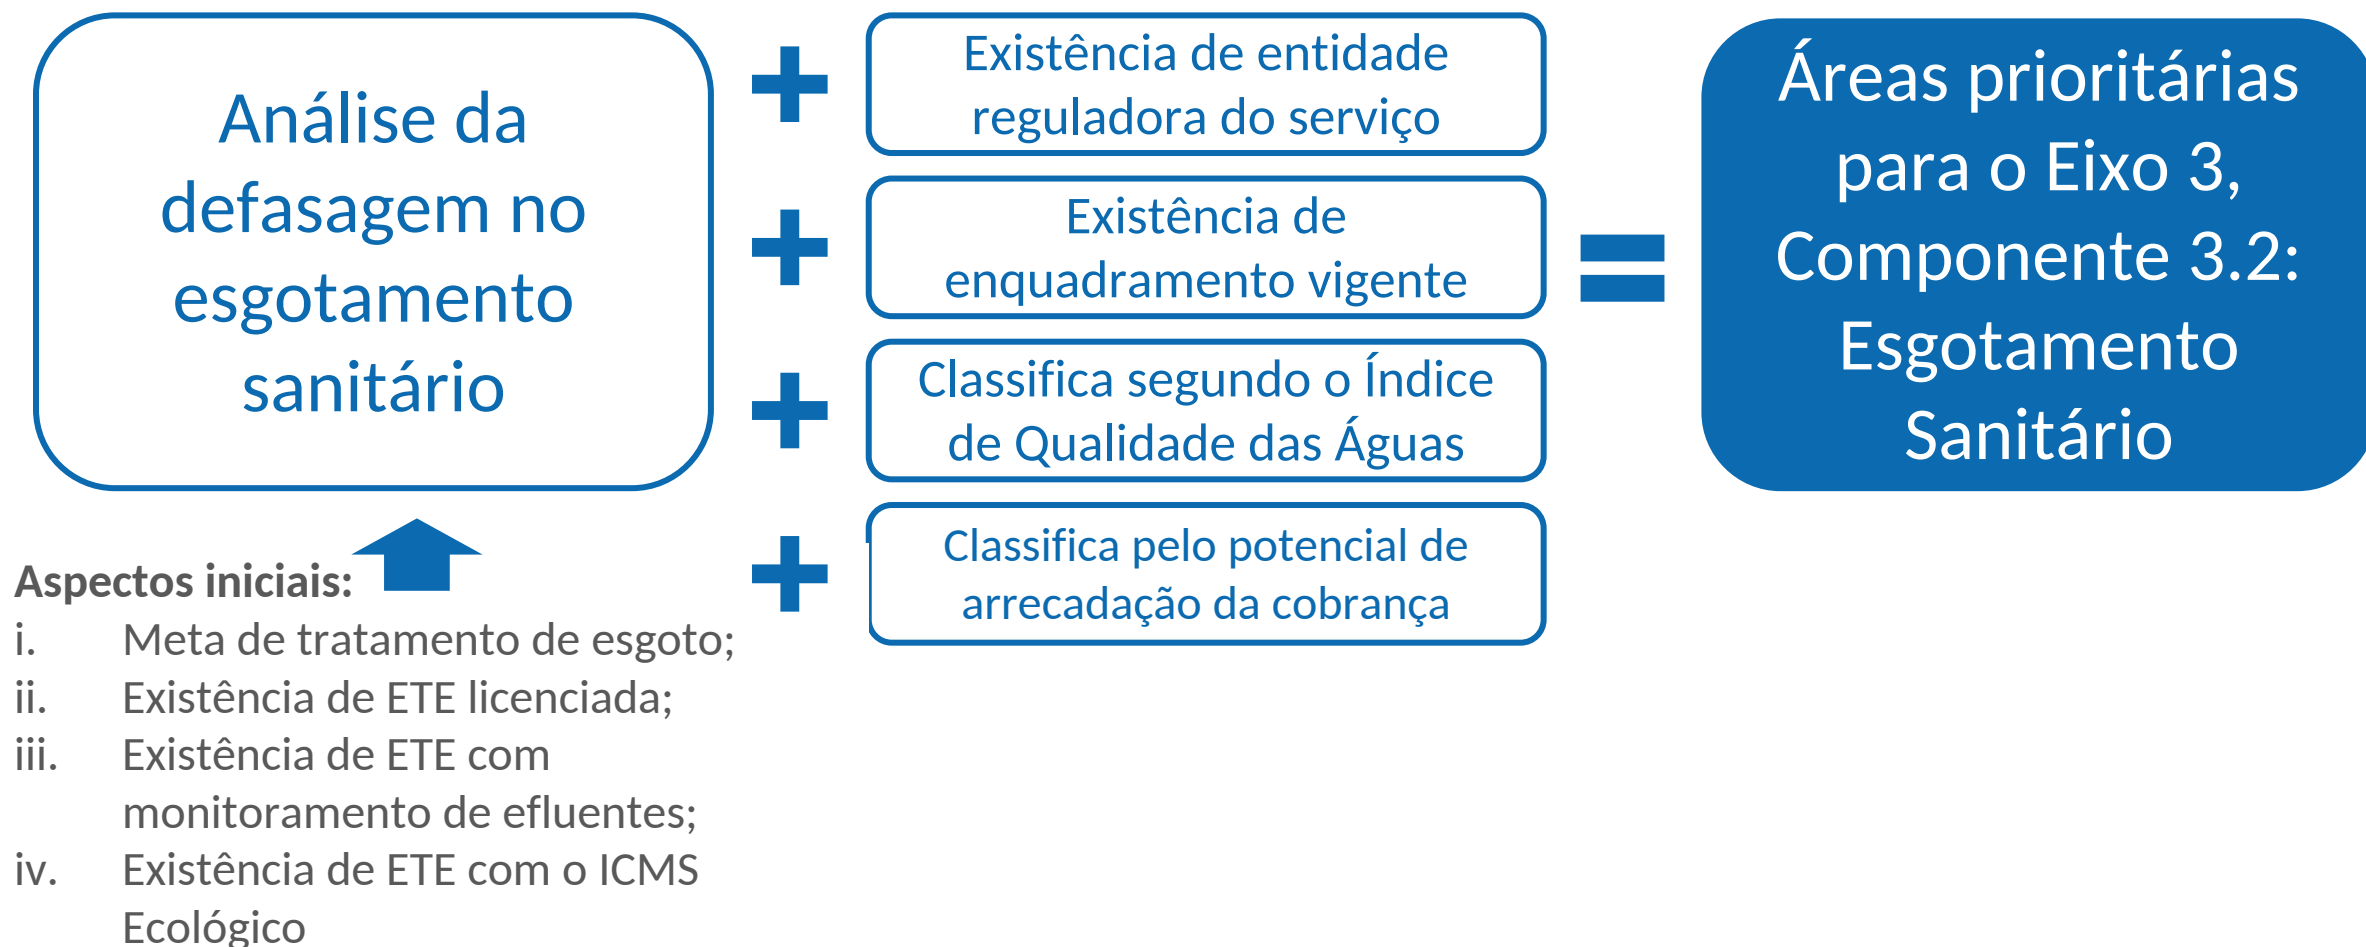 Análise da
defasagem no
esgotamento
sanitário
Existência de entidade
reguladora do serviço
Existência de
enquadramento vigente
Classifica segundo o Índice
de Qualidade das Águas
Classifica pelo potencial de
arrecadação da cobrança
Áreas prioritárias
para o Eixo 3,
Componente 3.2:
Esgotamento
Sanitário
Aspectos iniciais:
i. Meta de tratamento de esgoto;
ii. Existência de ETE licenciada;
iii. Existência de ETE com
monitoramento de efluentes;
iv. Existência de ETE com o ICMS
Ecológico